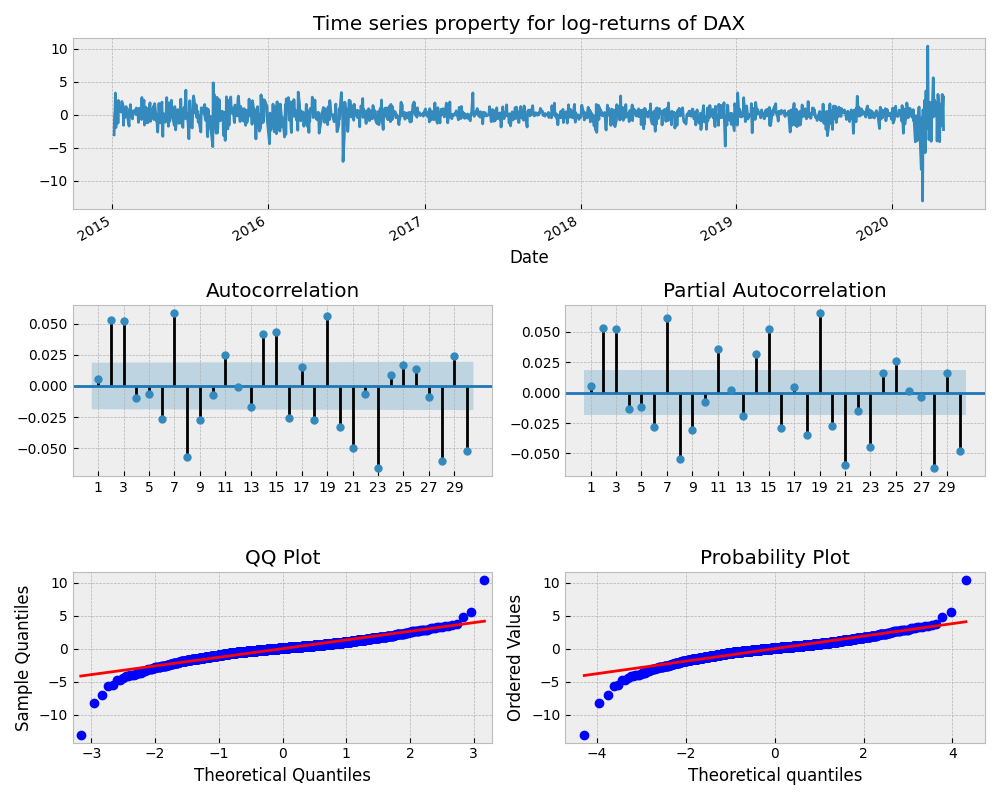 Time series property for log-returns of DAX
10
5
0
−5
−10
2015 2016 2017 2018 2019 2020
Date
Autocorrelation
0.050
0.025
0.000
−0.025
−0.050
1 3 5 7 9 11 13 15 17 19 21 23 25 27 29
Partial Autocorrelation
0.050
0.025
0.000
−0.025
−0.050
1 3 5 7 9 11 13 15 17 19 21 23 25 27 29
QQ Plot
Sample Quantiles
10
5
0
−5
−10
−3 −2 −1 0 1 2 3
Theoretical Quantiles
Probability Plot
Ordered Values
10
5
0
−5
−10
−4 −2 0 2 4
Theoretical quantiles